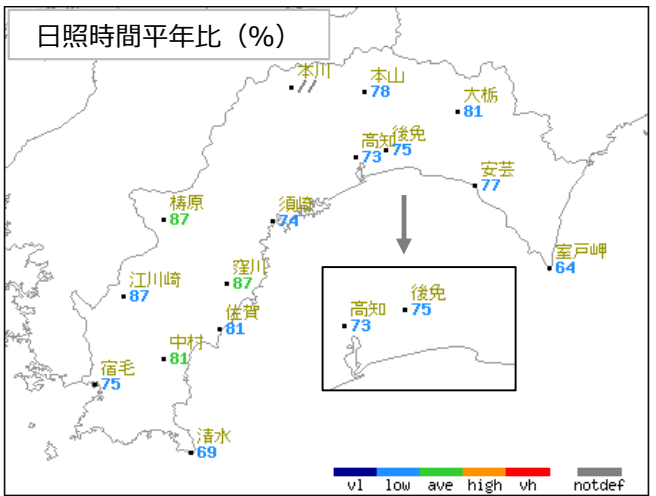 日照時間平年比（%）
本川
//
本山
78
大栃
81
高知
73
後免
75
安芸
77
梼原
87
須崎
74
室戸岬
64
窪川
87
江川崎
87
佐賀
81
中村
81
宿毛
75
清水
69
後免
75
高知
73
vl low ave high vh notdef